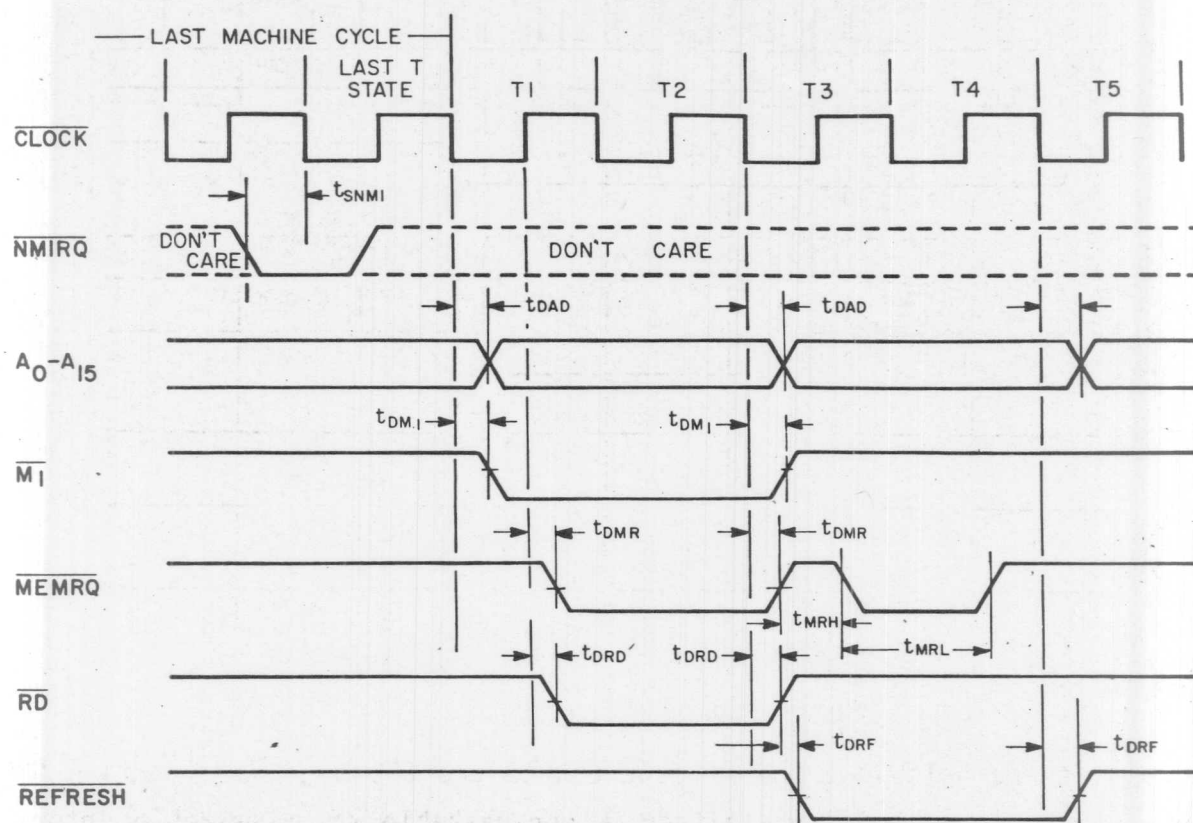 LAST MACHINE CYCLE
LAST T
STATE
T1 T2 T3 T4 T5
CLOCK
tSNMI
NMIRQ
DON'T
CARE
DON'T CARE
tDAD tDAD
A0-A15
tDM1 tDM1
M1
tDMR tDMR
MEMRQ
tMRH
tMRL
tDRD tDRD
RD
tDRF tDRF
REFRESH